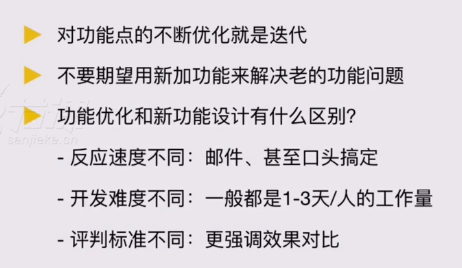 对功能点的不断优化就是迭代
不要期望用新加功能来解决老的功能问题
功能优化和新功能设计有什么区别?
- 反应速度不同：邮件、甚至口头搞定
- 开发难度不同：一般都是1-3天/人的工作量
- 评判标准不同：更强调效果对比
sanjieke.cn